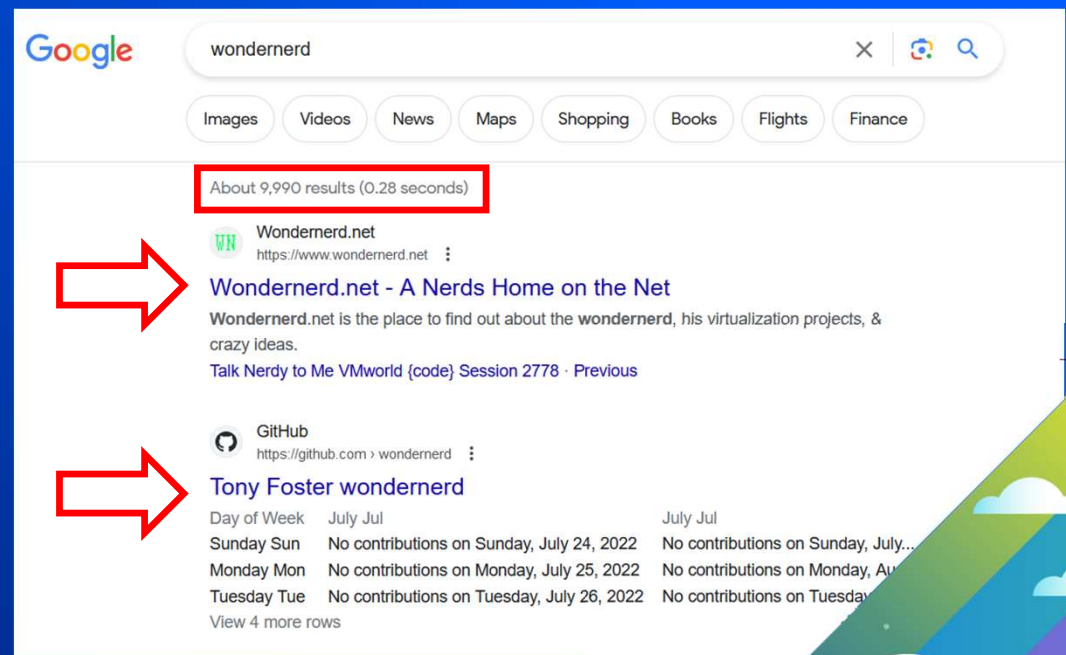 Google
wondernerd
Images Videos News Maps Shopping Books Flights Finance
About 9,990 results (0.28 seconds)
WN
Wondernerd.net
https://www.wondernerd.net
Wondernerd.net - A Nerds Home on the Net
Wondernerd.net is the place to find out about the wondernerd, his virtualization projects, &
crazy ideas.
Talk Nerdy to Me VMworld {code} Session 2778 · Previous
GitHub
https://github.com › wondernerd
Tony Foster wondernerd
Day of Week July Jul July Jul
Sunday Sun No contributions on Sunday, July 24, 2022 No contributions on Sunday, July...
Monday Mon No contributions on Monday, July 25, 2022 No contributions on Monday,
Tuesday Tue No contributions on Tuesday, July 26, 2022 No contributions on Tuesday
View 4 more rows